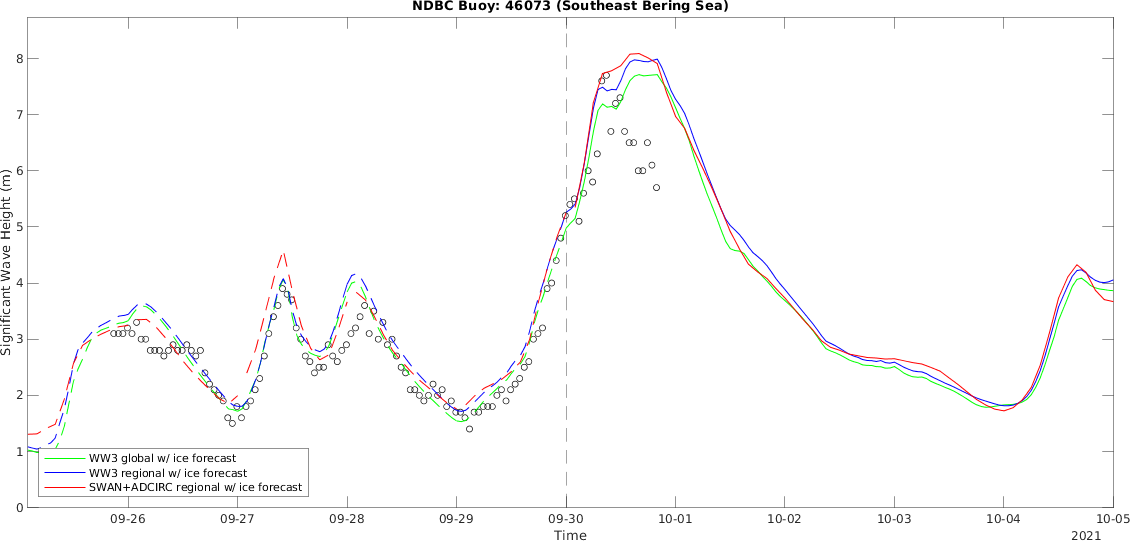 NDBC Buoy: 46073 (Southeast Bering Sea)
Significant Wave Height (m)
8
7
6
5
4
3
2
1
0
WW3 global w/ ice forecast
WW3 regional w/ ice forecast
SWAN+ADCIRC regional w/ ice forecast
09-26 09-27 09-28 09-29 09-30 10-01 10-02 10-03 10-04 10-05
Time
2021